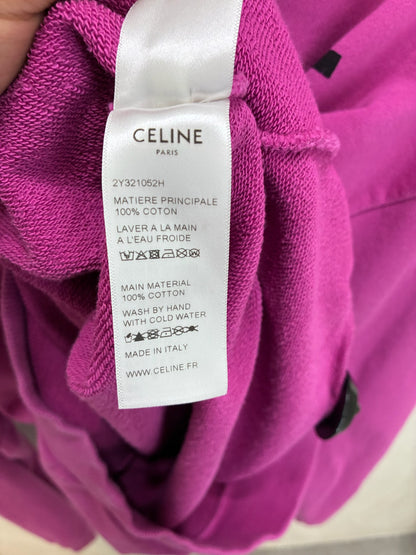 CELINE
PARIS
2Y321052H
MATIERE PRINCIPALE
100% COTTON
LAVER A LA MAIN
A L'EAU FROIDE
MAIN MATERIAL
100% COTTON
WASH BY HAND
WITH COLD WATER
MADE IN ITALY
WWW.CELINE.FR